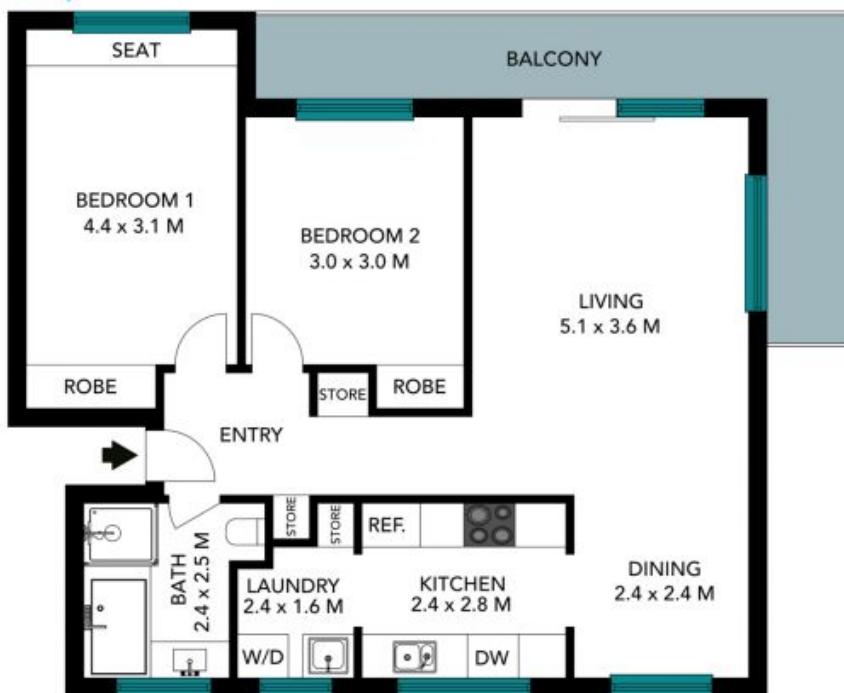 SEAT
BALCONY
BEDROOM 1
4.4 x 3.1 M
BEDROOM 2
3.0 x 3.0 M
LIVING
5.1 x 3.6 M
ROBE
STORE
ROBE
ENTRY
STORE
STORE
REF.
BATH
2.4 x 2.5 M
LAUNDRY
2.4 x 1.6 M
KITCHEN
2.4 x 2.8 M
DINING
2.4 x 2.4 M
W/D
DW